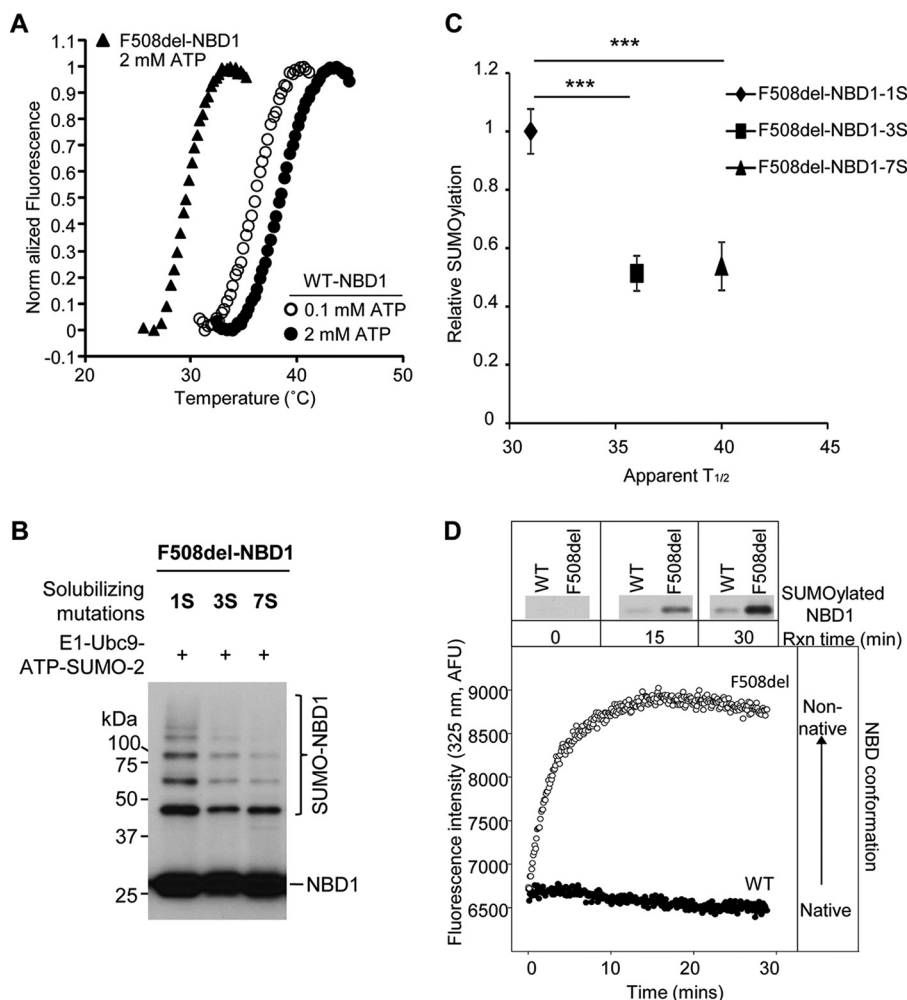 A
F508del-NBD1
2 mM ATP
1.1
1
0.9
0.8
0.7
0.6
0.5
0.4
0.3
0.2
0.1
0
-0.1
Norm alized Fluorescence
WT-NBD1
0.1 mM ATP
2 mM ATP
20 30 40 50
Temperature (˚C)
C
***
***
1.2
1
0.8
0.6
0.4
0.2
0
Relative SUMOylation
F508del-NBD1-1S
F508del-NBD1-3S
F508del-NBD1-7S
30 35 40 45
Apparent T1/2
B
F508del-NBD1
Solubilizing
mutations
1S 3S 7S
E1-Ubc9-
ATP-SUMO-2
+ + +
kDa
100
75
50
37
25
SUMO-NBD1
NBD1
D
WT F508del WT F508del WT F508del
SUMOylated
NBD1
0 15 30 Rxn time (min)
Fluorescence intensity (325 nm, AFU)
9000
8500
8000
7500
7000
6500
F508del
WT
Non-
native
Native
NBD conformation
0 10 20 30
Time (mins)